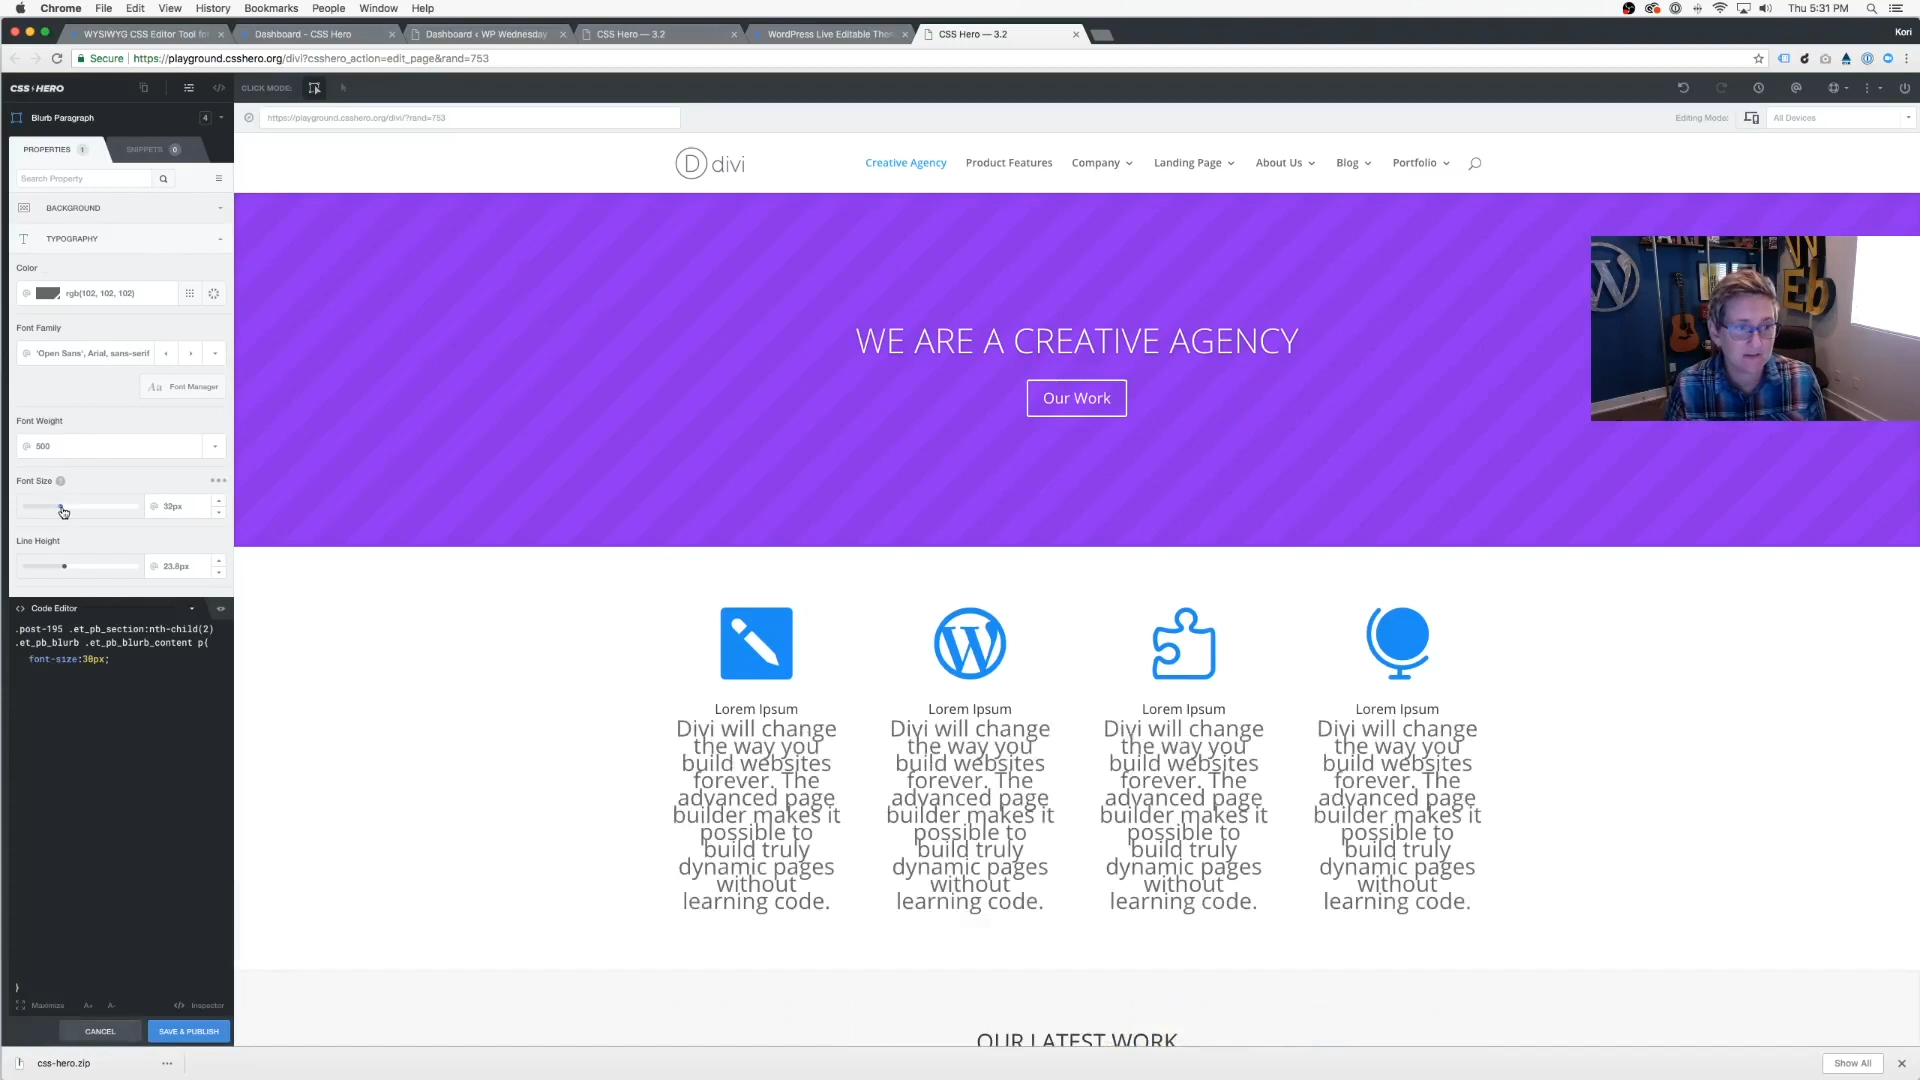 Chrome File Edit View History Bookmarks People Window Help
Thu 5:31 PM
WYSIWYG CSS Editor Tool for
Dashboard - CSS Hero
Dashboard ‹ WP Wednesday
CSS Hero — 3.2
WordPress Live Editable The
CSS Hero — 3.2
Kori
Secure https://playground.csshero.org/divi?csshero_action=edit_page&rand=753
CSS HERO
CLICK MODE:
Blurb Paragraph
4
https://playground.csshero.org/divi/?rand=753
Editing Mode:
All Devices
PROPERTIES 1
SNIPPETS 0
Search Property
BACKGROUND
TYPOGRAPHY
Color
rgb(102, 102, 102)
Font Family
'Open Sans', Arial, sans-serif
Aa Font Manager
Font Weight
500
Font Size
32px
Line Height
23.8px
Code Editor
.post-195 .et_pb_section:nth-child(2)
.et_pb_blurb .et_pb_blurb_content p{
font-size:30px;
}
Maximize A+ A- Inspector
CANCEL SAVE & PUBLISH
D divi
Creative Agency Product Features Company Landing Page About Us Blog Portfolio
WE ARE A CREATIVE AGENCY
Our Work
W
Eb
Lorem Ipsum
Divi will change
the way you
build websites
forever. The
advanced page
builder makes it
possible to
build truly
dynamic pages
without
learning code.
Lorem Ipsum
Divi will change
the way you
build websites
forever. The
advanced page
builder makes it
possible to
build truly
dynamic pages
without
learning code.
Lorem Ipsum
Divi will change
the way you
build websites
forever. The
advanced page
builder makes it
possible to
build truly
dynamic pages
without
learning code.
Lorem Ipsum
Divi will change
the way you
build websites
forever. The
advanced page
builder makes it
possible to
build truly
dynamic pages
without
learning code.
OUR LATEST WORK
css-hero.zip
Show All